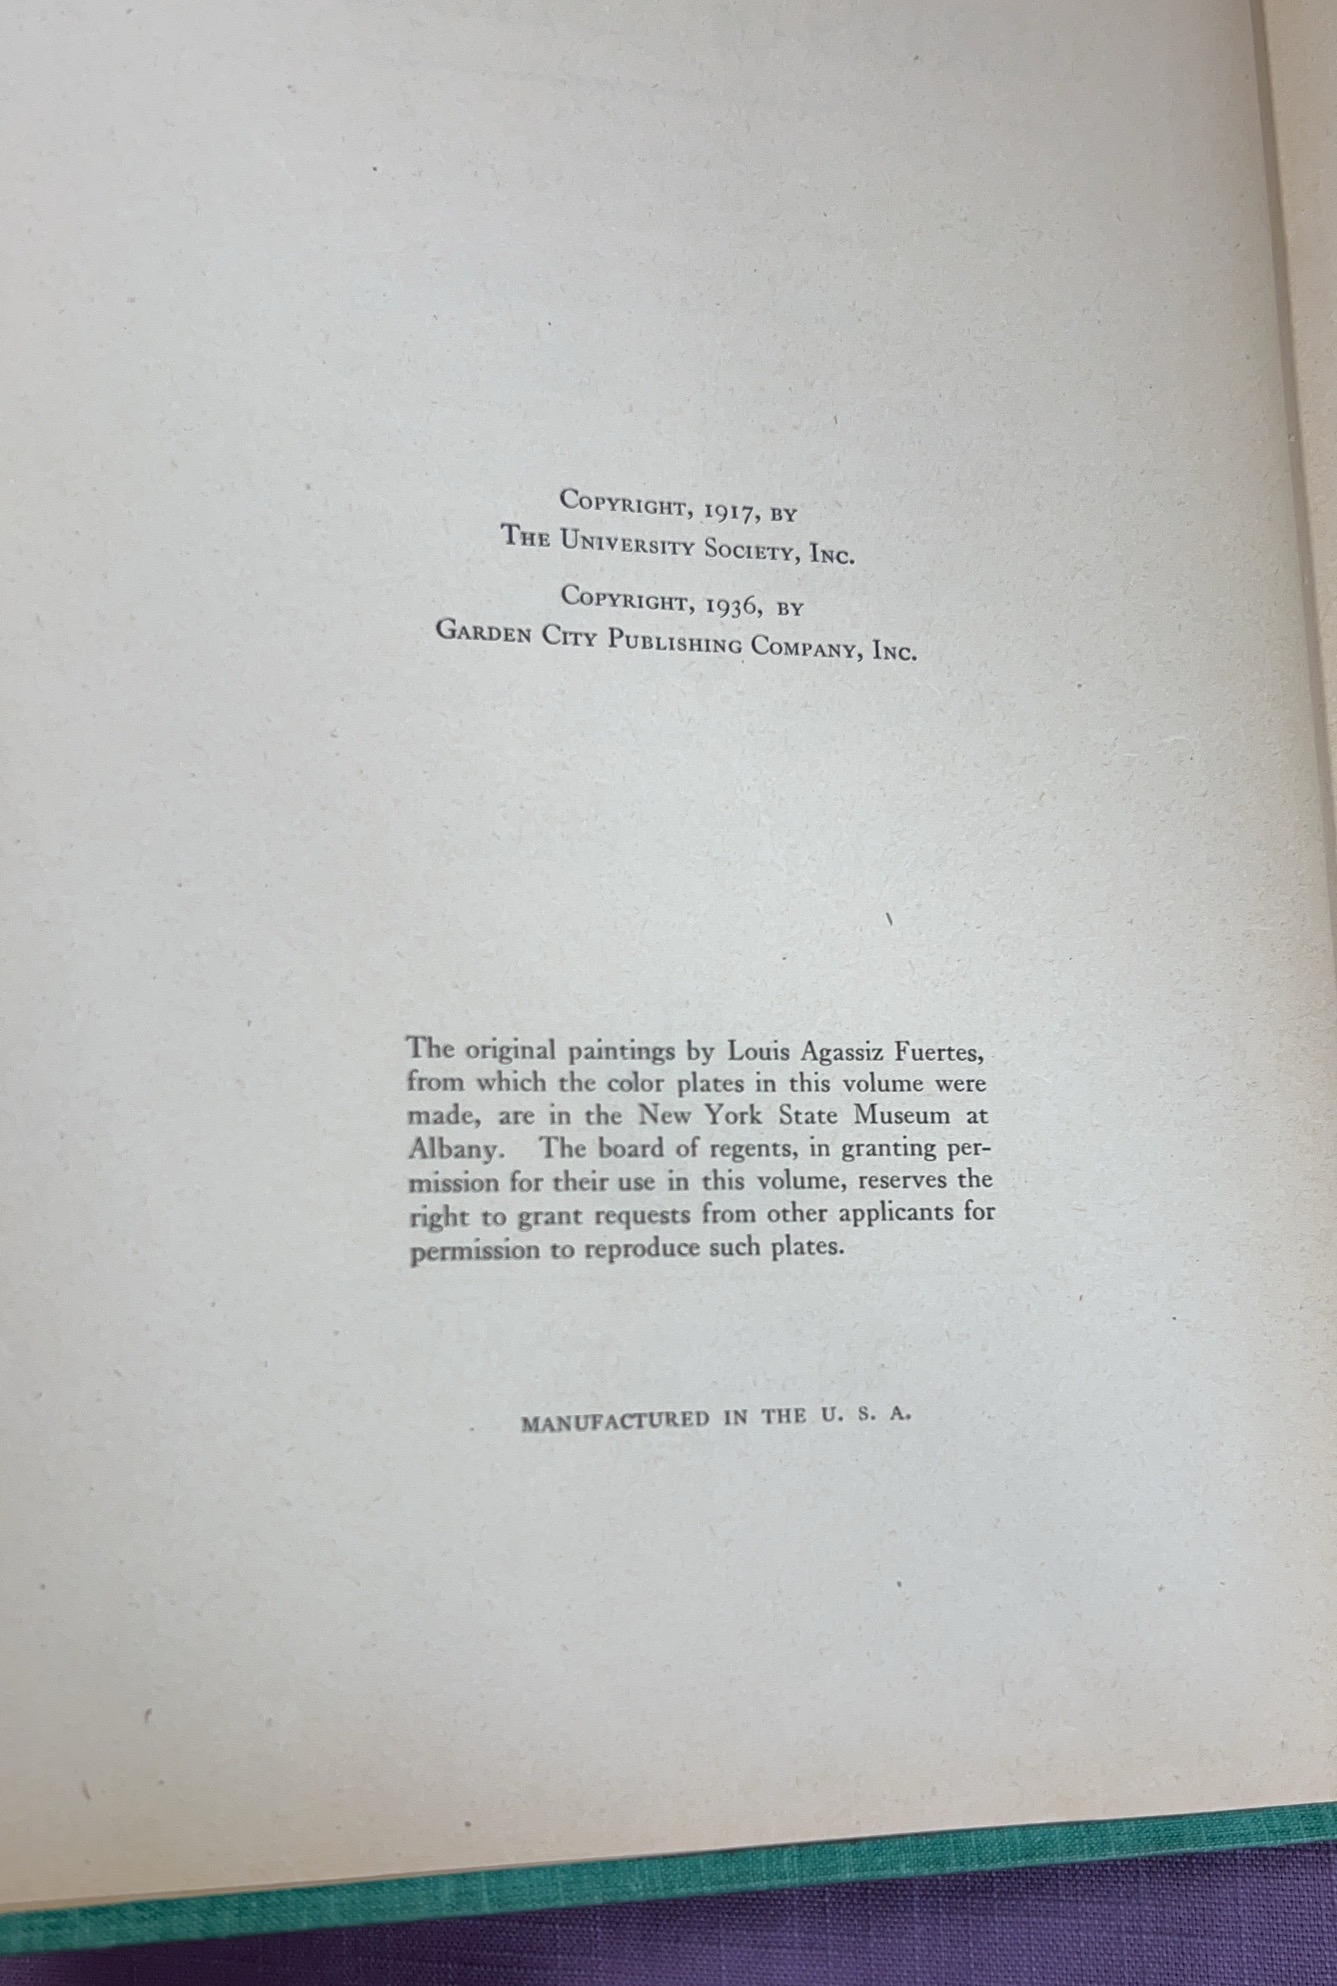 Copyright, 1917, by
The University Society, Inc.
Copyright, 1936, by
Garden City Publishing Company, Inc.
The original paintings by Louis Agassiz Fuertes,
from which the color plates in this volume were
made, are in the New York State Museum at
Albany. The board of regents, in granting per-
mission for their use in this volume, reserves the
right to grant requests from other applicants for
permission to reproduce such plates.
MANUFACTURED IN THE U. S. A.